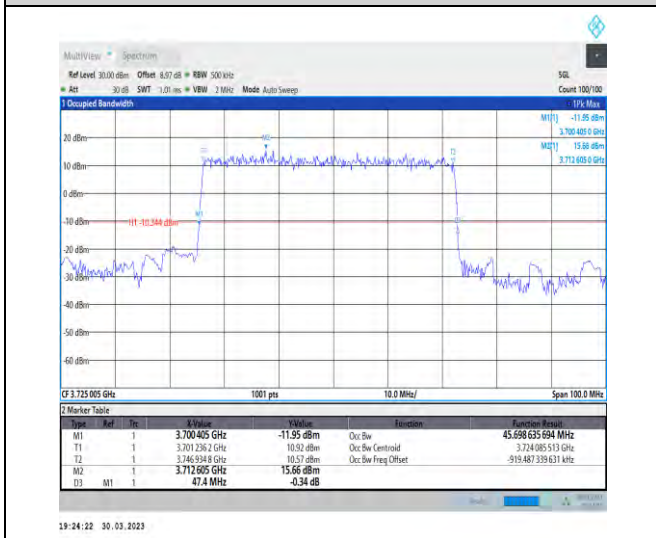 MultiView Spectrum
Ref Level 30.00 dBm Offset 8.97 dB RBW 500 kHz SGL
Att 30 dB SWT 1.01 ms VBW 2 MHz Mode Auto Sweep Count 100/100
1 Occupied Bandwidth 1Pk Max
M1[1] -11.95 dBm
3.700 405 0 GHz
M2[1] 15.66 dBm
3.712 605 0 GHz
20 dBm
M2
T1
T2
10 dBm
0 dBm
M1
-10 dBm
H1 -10.344 dBm
D3
-20 dBm
-30 dBm
-40 dBm
-50 dBm
-60 dBm
CF 3.725 005 GHz 1001 pts 10.0 MHz/ Span 100.0 MHz
2 Marker Table
Type Ref Trc X-Value Y-Value Function Function Result
M1 1 3.700405 GHz -11.95 dBm Occ Bw 45.698 635 694 MHz
T1 1 3.701 236 2 GHz 10.92 dBm Occ Bw Centroid 3.724 085 513 GHz
T2 1 3.746 934 8 GHz 10.57 dBm Occ Bw Freq Offset -919.487 339 631 kHz
M2 1 3.712 605 GHz 15.66 dBm
D3 M1 1 47.4 MHz -0.34 dB
19:24:22 30.03.2023